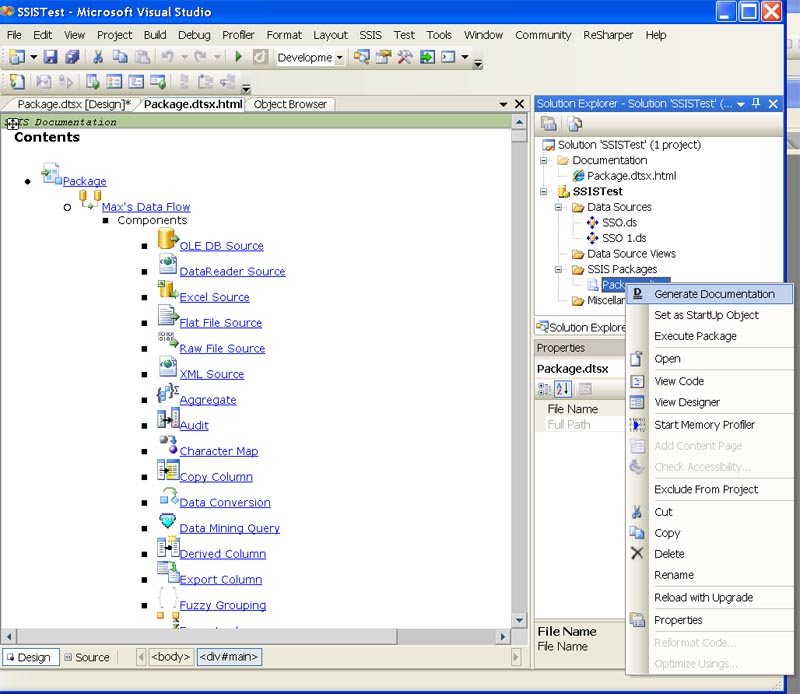 SSISTest - Microsoft Visual Studio
File Edit View Project Build Debug Profiler Format Layout SSIS Test Tools Window Community ReSharper Help
Developme
Package.dtsx [Design]* Package.dtsx.html Object Browser
SSIS Documentation
Contents
Package
Max's Data Flow
Components
OLE DB Source
DataReader Source
Excel Source
Flat File Source
Raw File Source
XML Source
Aggregate
Audit
Character Map
Copy Column
Data Conversion
Data Mining Query
Derived Column
Export Column
Fuzzy Grouping
Design Source <body> <div#main>
Solution Explorer - Solution 'SSISTest' (...
Solution 'SSISTest' (1 project)
Documentation
Package.dtsx.html
SSISTest
Data Sources
SSO.ds
SSO 1.ds
Data Source Views
SSIS Packages
Miscellan
Solution Explore
Properties
Package.dtsx
File Name
Full Path
File Name
File Name
Generate Documentation
Set as StartUp Object
Execute Package
Open
View Code
View Designer
Start Memory Profiler
Add Content Page
Check Accessibility...
Exclude From Project
Cut
Copy
Delete
Rename
Reload with Upgrade
Properties
Reformat Code...
Optimize Usings...